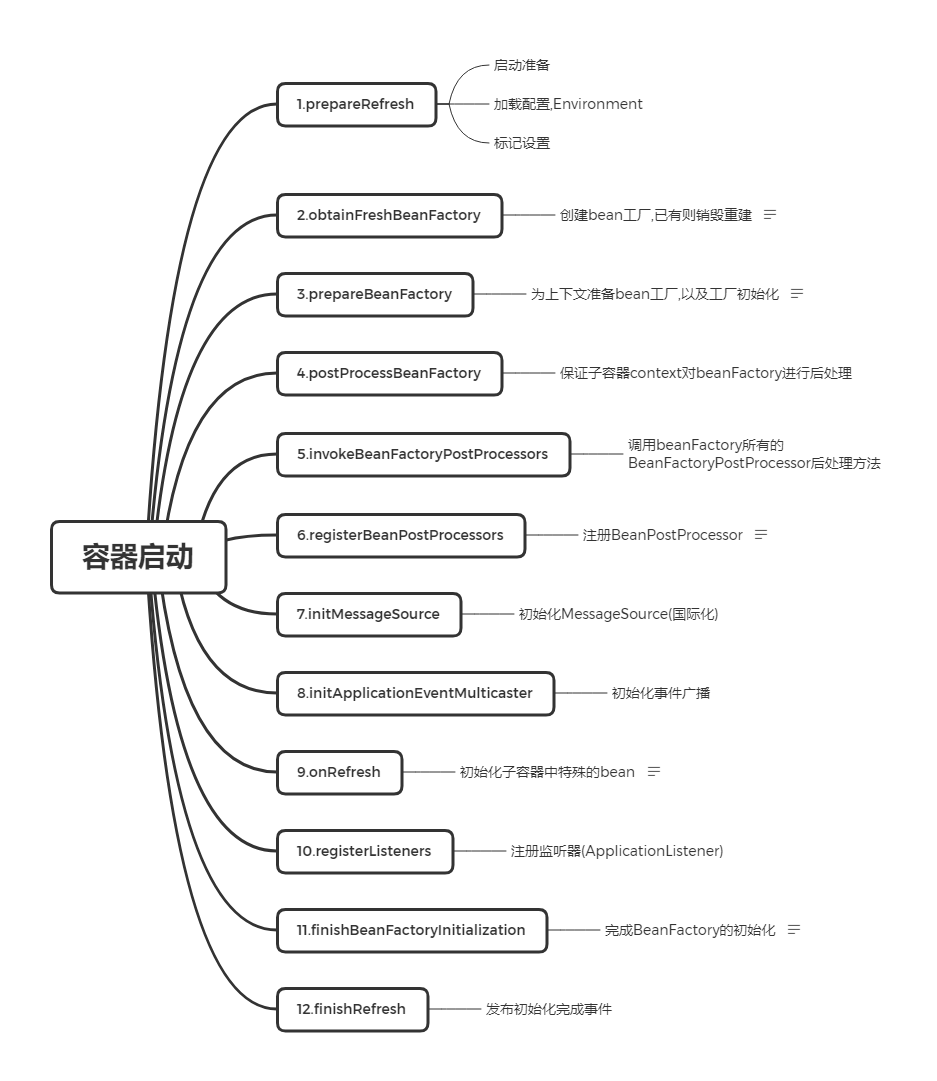 容器启动
1.prepareRefresh
启动准备
加载配置,Environment
标记设置
2.obtainFreshBeanFactory
创建bean工厂,已有则销毁重建
3.prepareBeanFactory
为上下文准备bean工厂,以及工厂初始化
4.postProcessBeanFactory
保证子容器context对beanFactory进行后处理
5.invokeBeanFactoryPostProcessors
调用beanFactory所有的
BeanFactoryPostProcessor后处理方法
6.registerBeanPostProcessors
注册BeanPostProcessor
7.initMessageSource
初始化MessageSource(国际化)
8.initApplicationEventMulticaster
初始化事件广播
9.onRefresh
初始化子容器中特殊的bean
10.registerListeners
注册监听器(ApplicationListener)
11.finishBeanFactoryInitialization
完成BeanFactory的初始化
12.finishRefresh
发布初始化完成事件